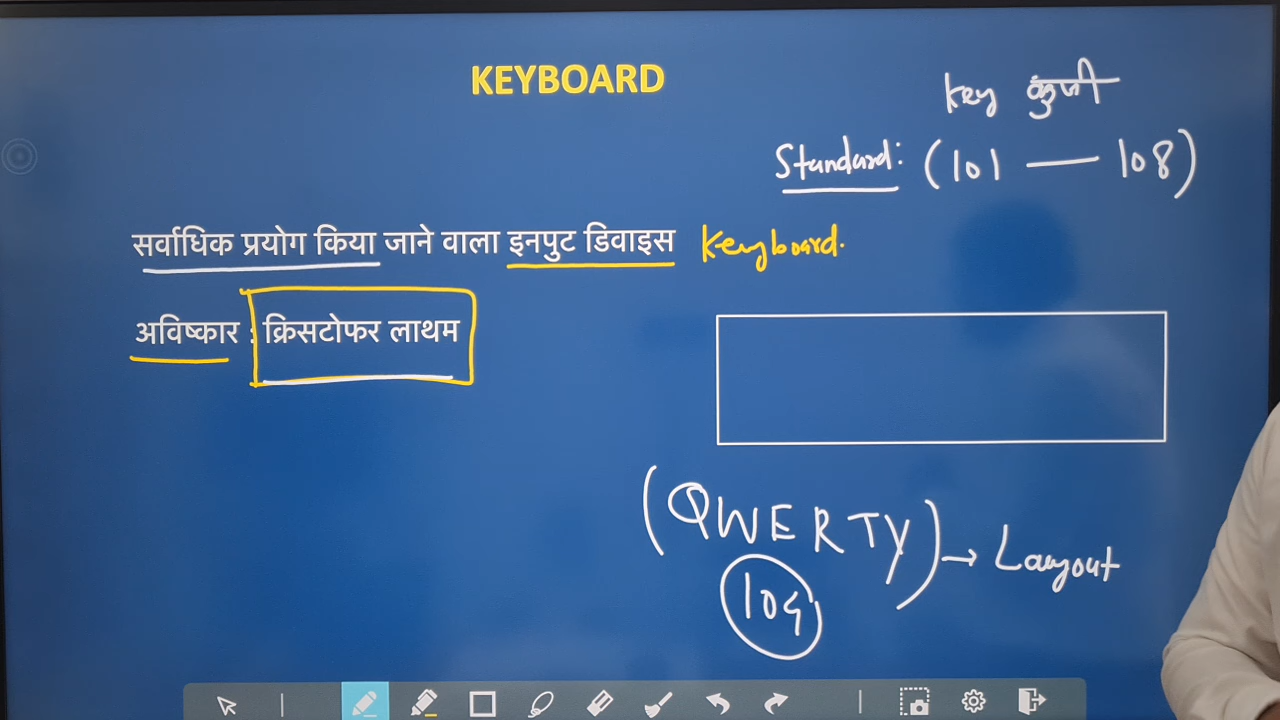 KEYBOARD
Key कुंजी
Standard: (101 — 108)
सर्वाधिक प्रयोग किया जाने वाला इनपुट डिवाइस Keyboard.
अविष्कार : क्रिसटोफर लाथम
(QWERTY) → Layout
104